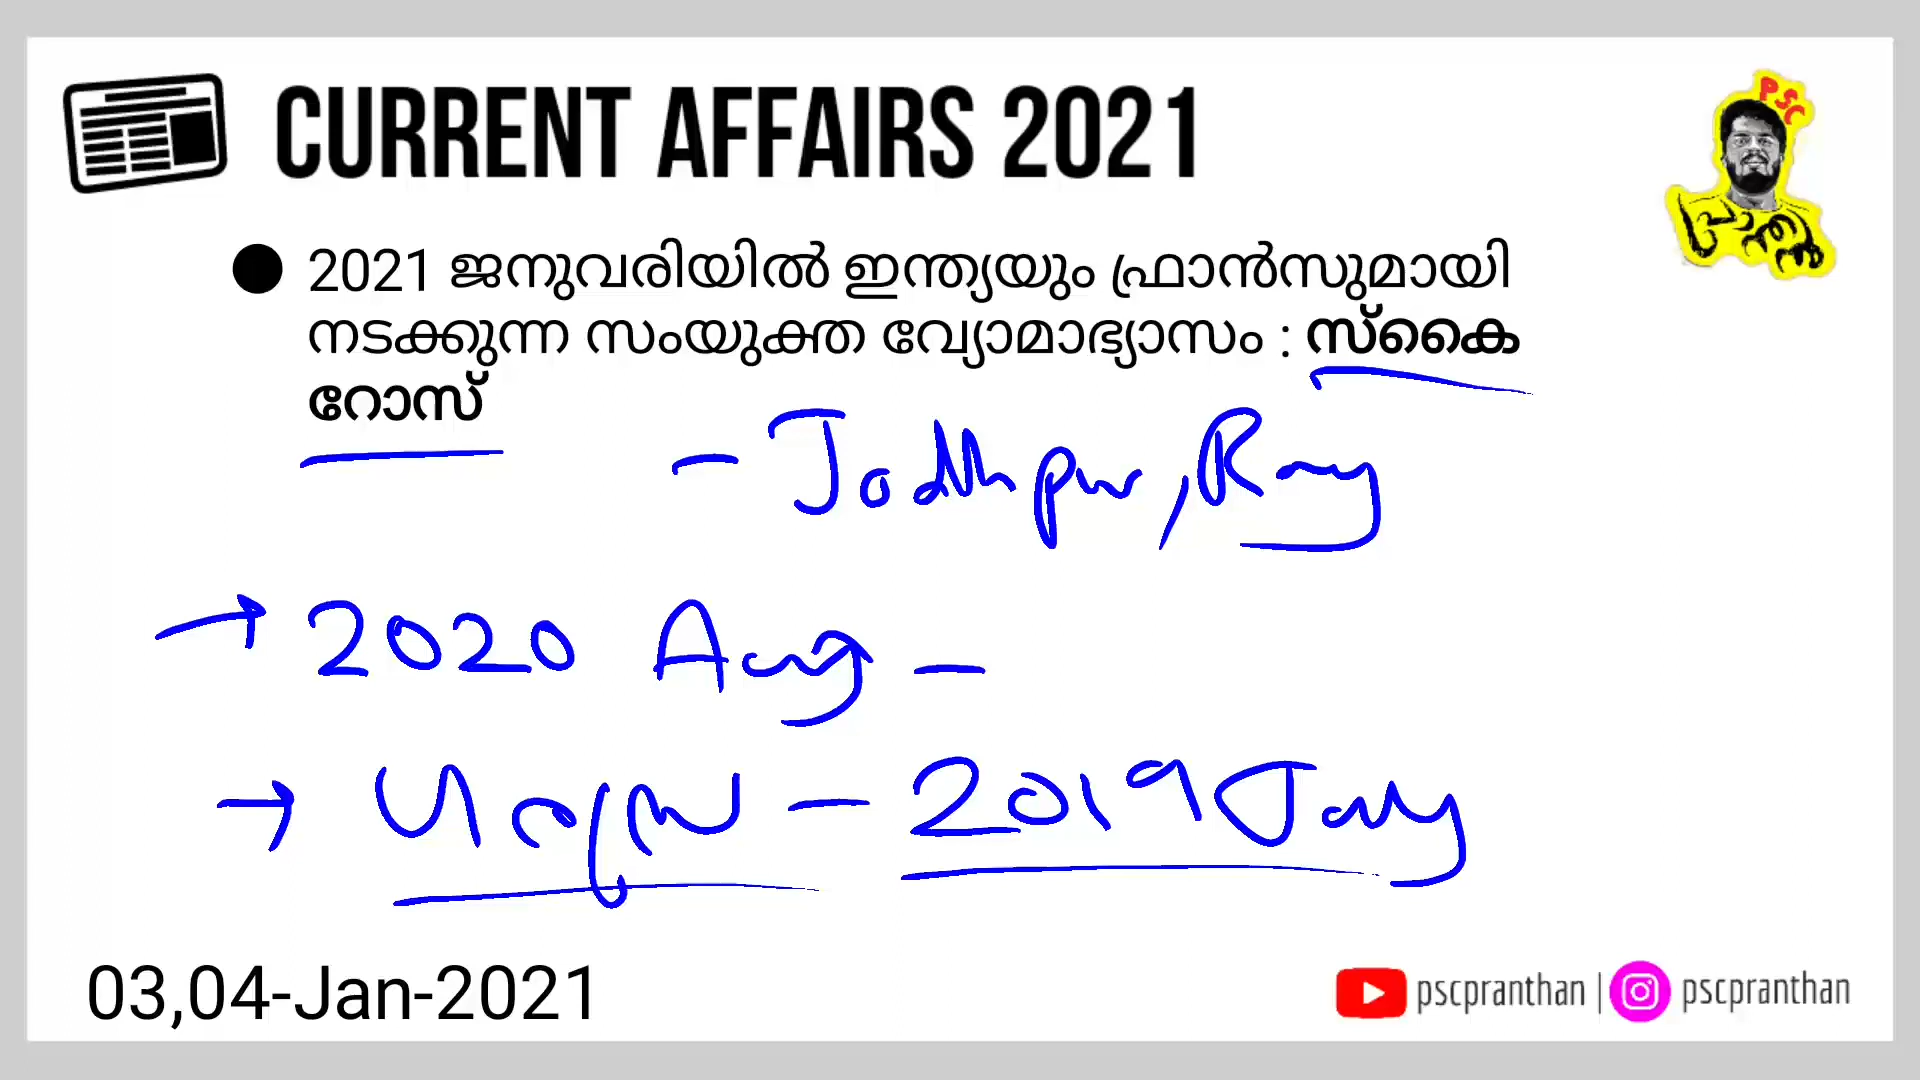 CURRENT AFFAIRS 2021
PSC
പ്രാന്തൻ
● 2021 ജനുവരിയിൽ ഇന്ത്യയും ഫ്രാൻസുമായി
നടക്കുന്ന സംയുക്ത വ്യോമാഭ്യാസം : സ്കൈ
റോസ്
– Jodhpur, Raj
→ 2020 Aug –
→ – 2019 July
03,04-Jan-2021
pscpranthan | pscpranthan